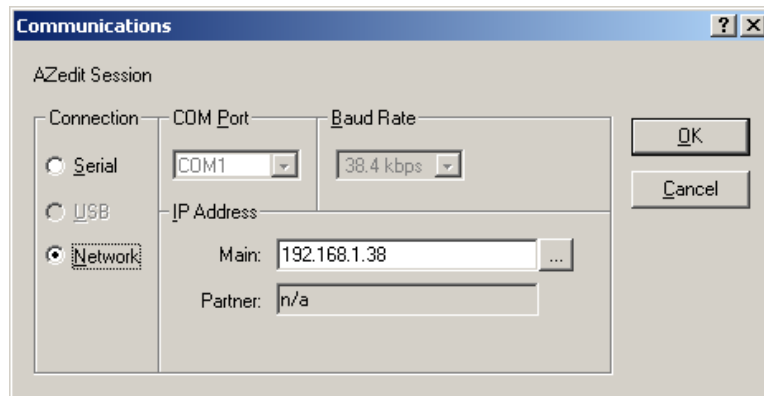 Communications
AZedit Session
Connection
COM Port
Baud Rate
Serial
COM1
38.4 kbps
OK
USB
Cancel
IP Address
Network
Main: 192.168.1.38 ...
Partner: n/a